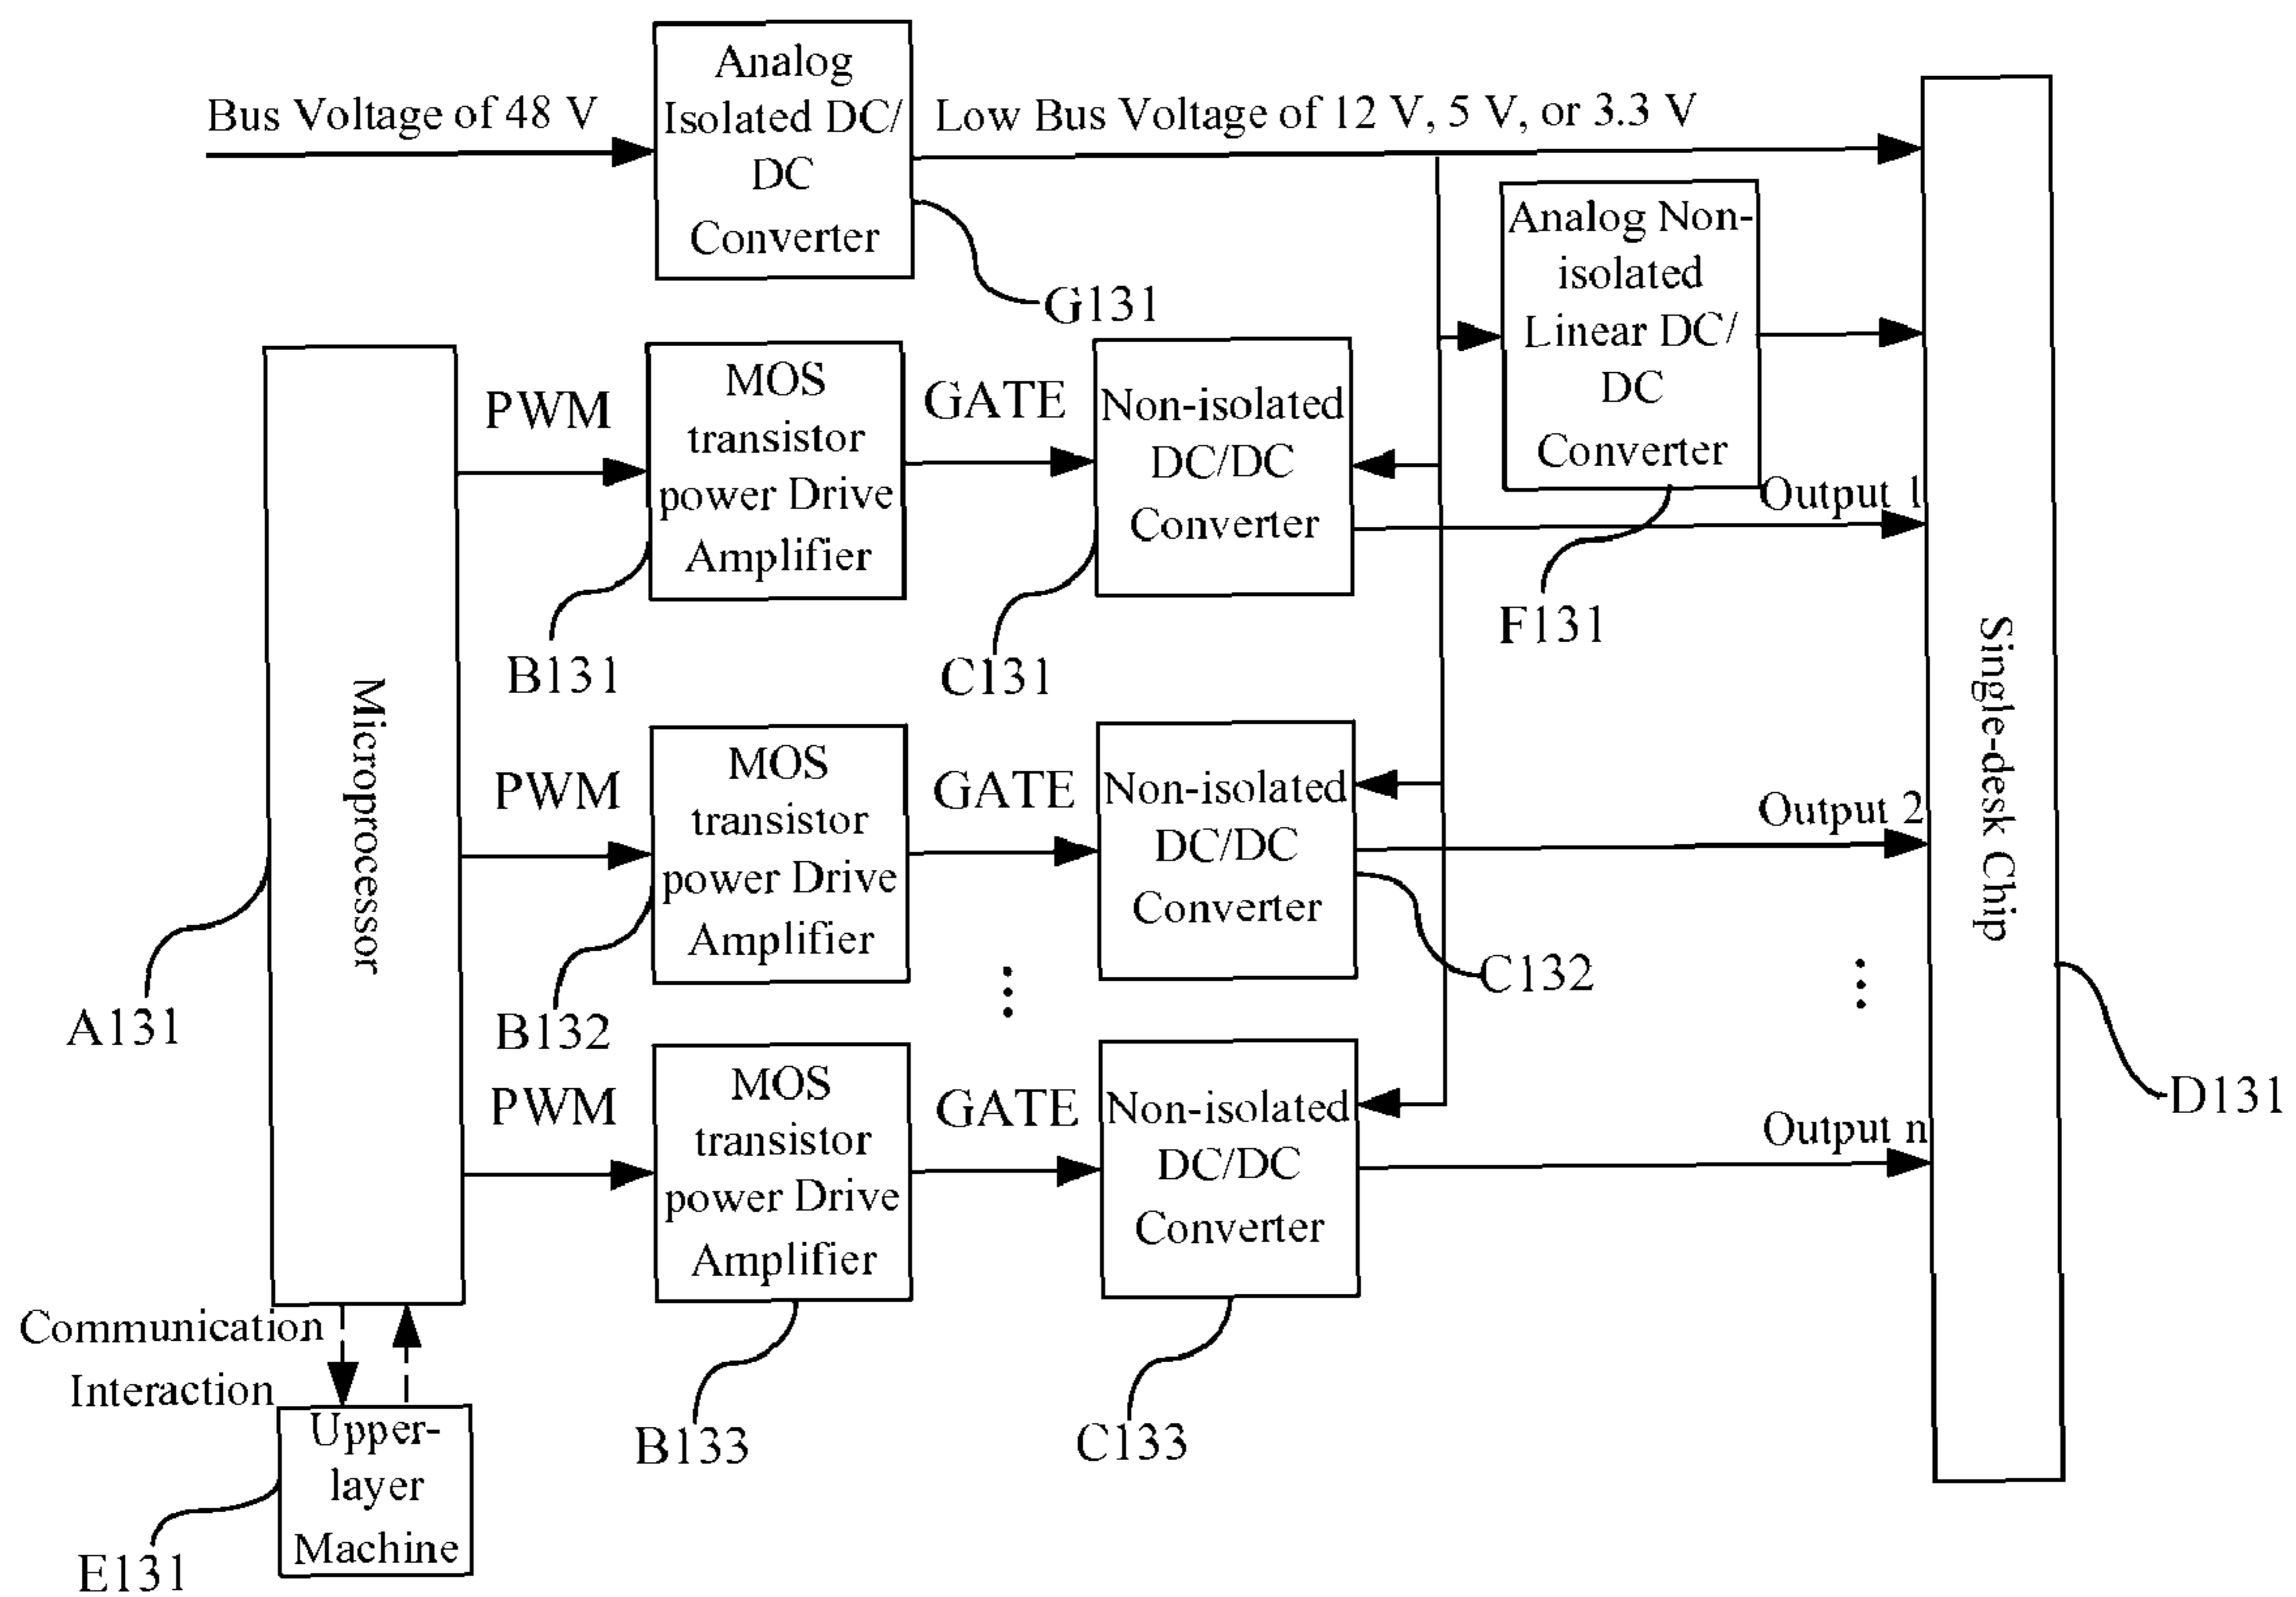 Analog
Isolated DC/
DC
Converter
Bus Voltage of 48 V
Low Bus Voltage of 12 V, 5 V, or 3.3 V
G131
Analog Non-
isolated
Linear DC/
DC
Converter
F131
Microprocessor
A131
PWM
MOS
transistor
power Drive
Amplifier
B131
GATE
Non-isolated
DC/DC
Converter
C131
Output 1
PWM
MOS
transistor
power Drive
Amplifier
B132
GATE
Non-isolated
DC/DC
Converter
C132
Output 2
PWM
MOS
transistor
power Drive
Amplifier
B133
GATE
Non-isolated
DC/DC
Converter
C133
Output n
Single-desk Chip
D131
Communication
Interaction
Upper-
layer
Machine
E131